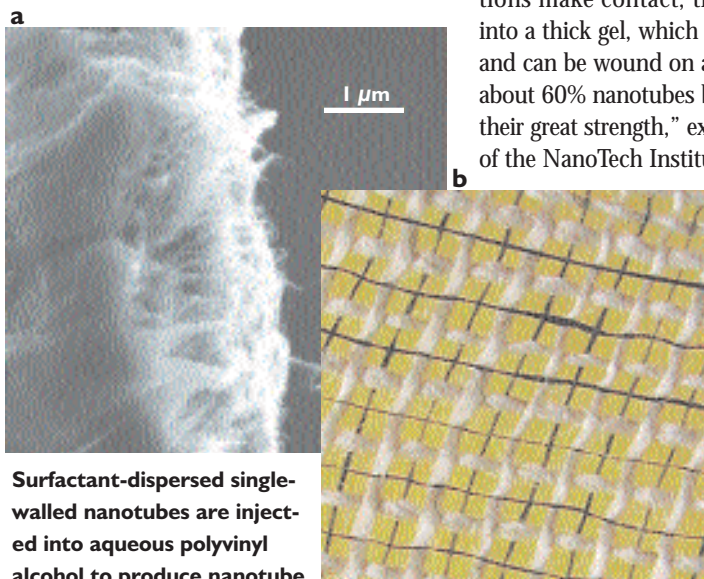 tions make contact, th
into a thick gel, which
and can be wound on a
about 60% nanotubes b
their great strength,” ex
of the NanoTech Institu
a
1 µm
b
Surfactant-dispersed single-
walled nanotubes are inject-
ed into aqueous polyvinyl
alcohol to produce nanotube